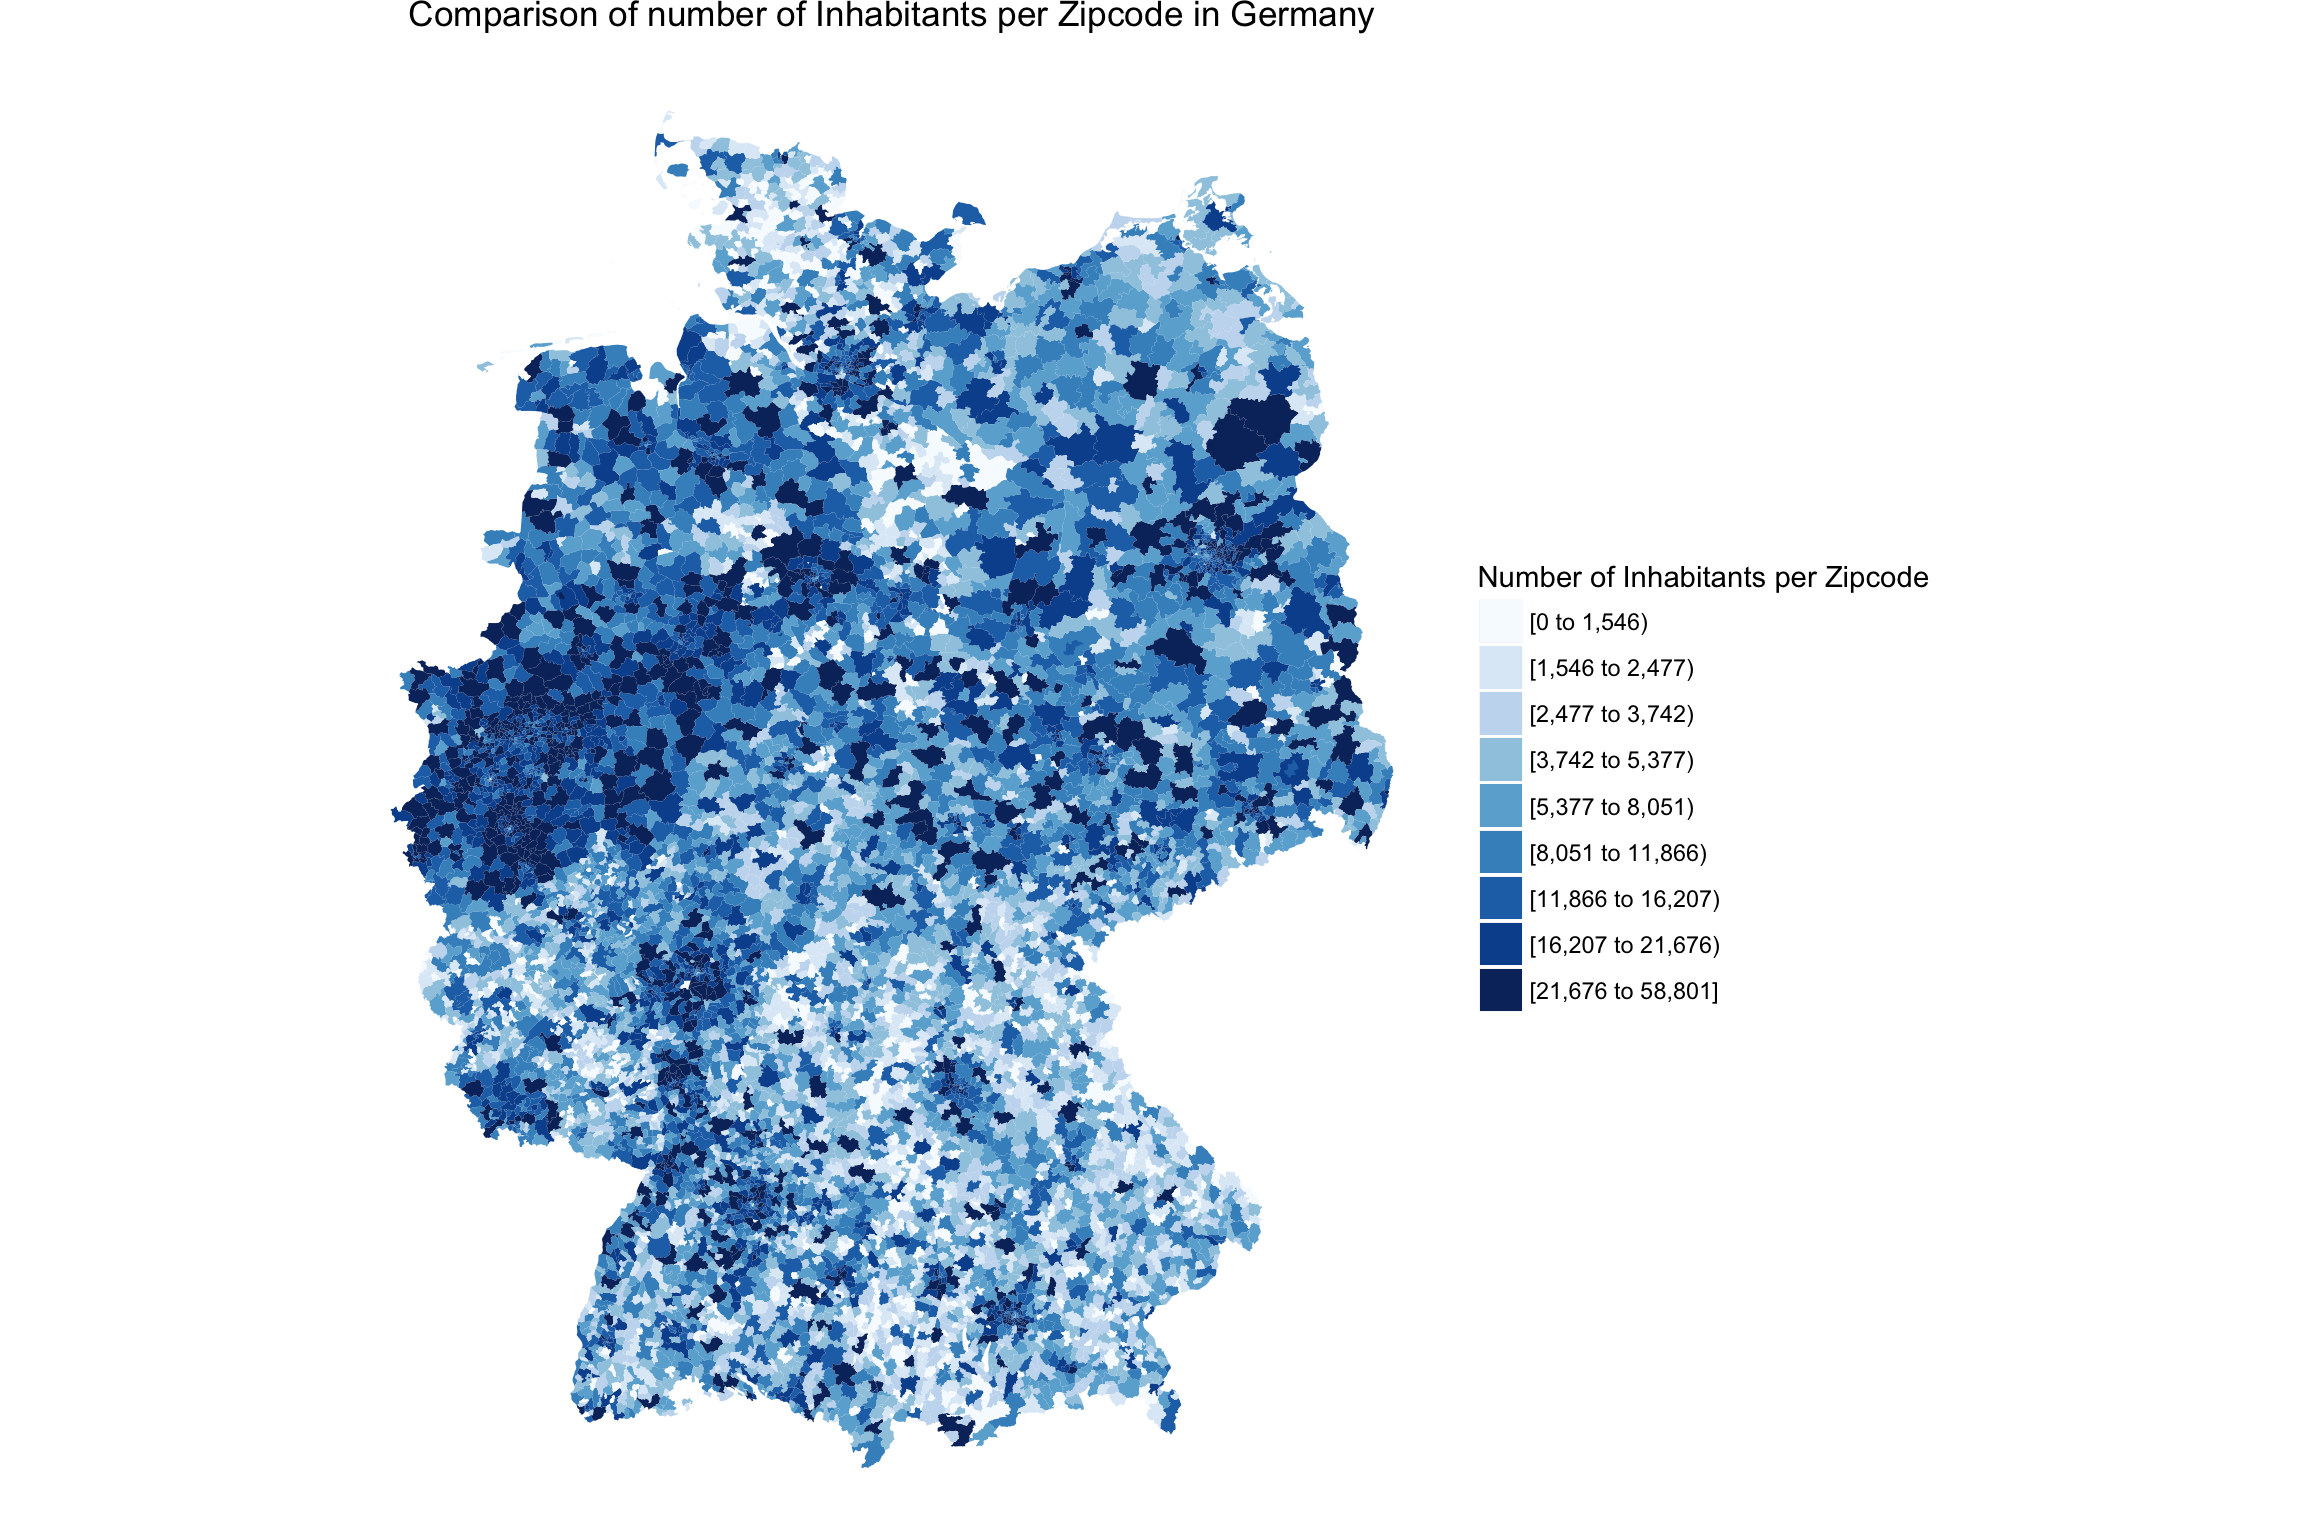 Comparison of number of Inhabitants per Zipcode in Germany
Number of Inhabitants per Zipcode
[0 to 1,546)
[1,546 to 2,477)
[2,477 to 3,742)
[3,742 to 5,377)
[5,377 to 8,051)
[8,051 to 11,866)
[11,866 to 16,207)
[16,207 to 21,676)
[21,676 to 58,801]